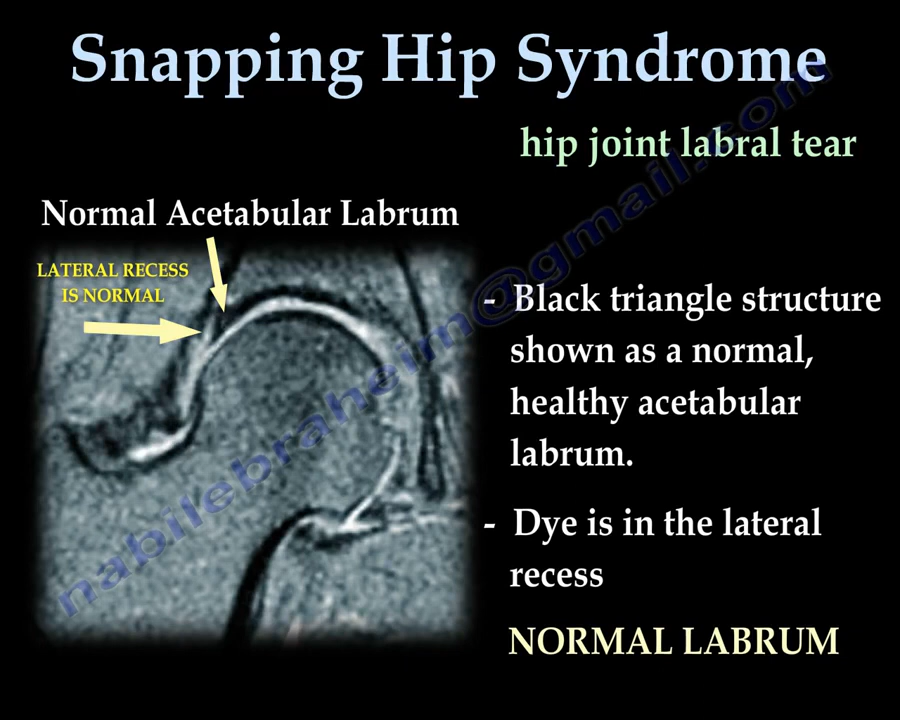 Snapping Hip Syndrome
hip joint labral tear
Normal Acetabular Labrum
LATERAL RECESS
IS NORMAL
- Black triangle structure
shown as a normal,
healthy acetabular
labrum.
- Dye is in the lateral
recess
NORMAL LABRUM
nabilebraheim@gmail.com